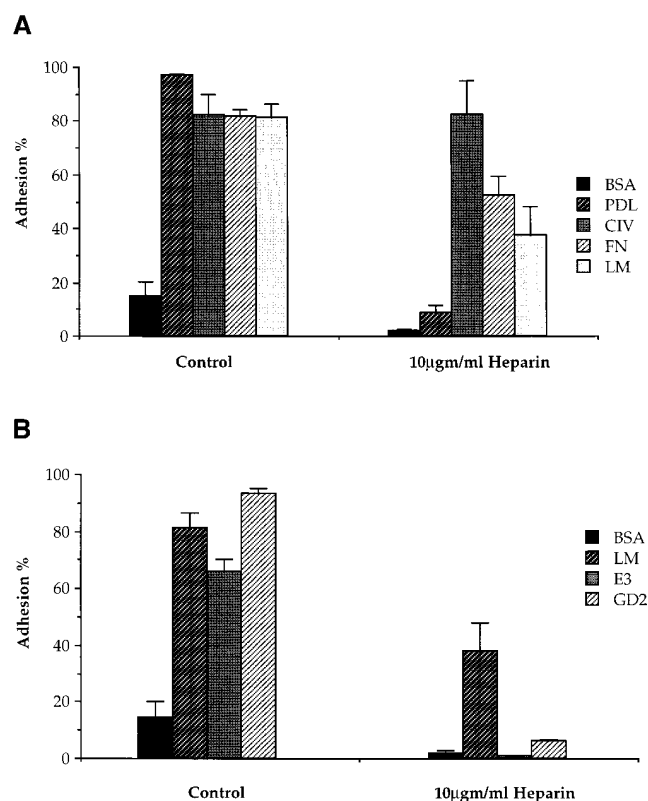 A
100
80
60
40
20
0
Adhesion %
BSA
PDL
CIV
FN
LM
Control 10µgm/ml Heparin
B
100
80
60
40
20
0
Adhesion %
BSA
LM
E3
GD2
Control 10µgm/ml Heparin